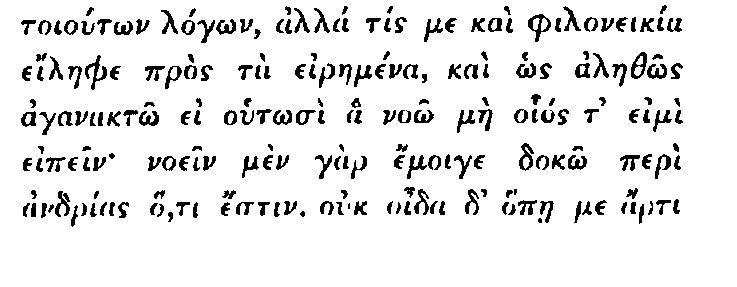 τοιούτων λόγων, ἀλλά τίς με καὶ φιλονεικία
εἴληφε πρὸς τὰ εἰρημένα, καὶ ὡς ἀληθῶς
ἀγανακτῶ εἰ οὑτωσὶ ἃ νοῶ μὴ οἷός τ’ εἰμὶ
εἰπεῖν· νοεῖν μὲν γὰρ ἔμοιγε δοκῶ περὶ
ἀνδρίας ὅ,τι ἔστιν. οὐκ οἶδα δ’ ὅπῃ με ἄρτι